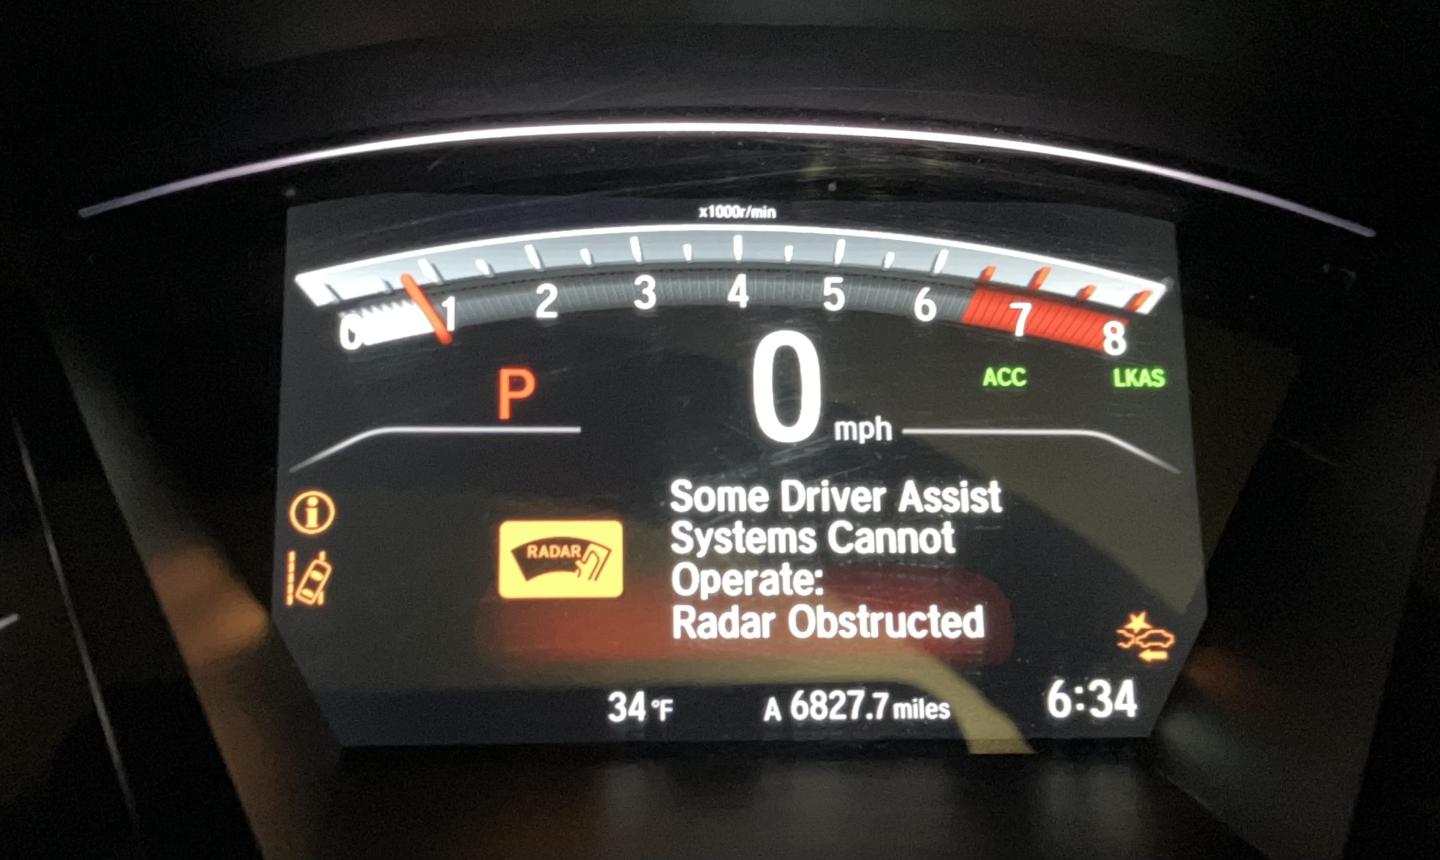 x1000r/min
0 1 2 3 4 5 6 7 8
P
0 mph
ACC
LKAS
i
RADAR
Some Driver Assist
Systems Cannot
Operate:
Radar Obstructed
34°F
A 6827.7 miles
6:34